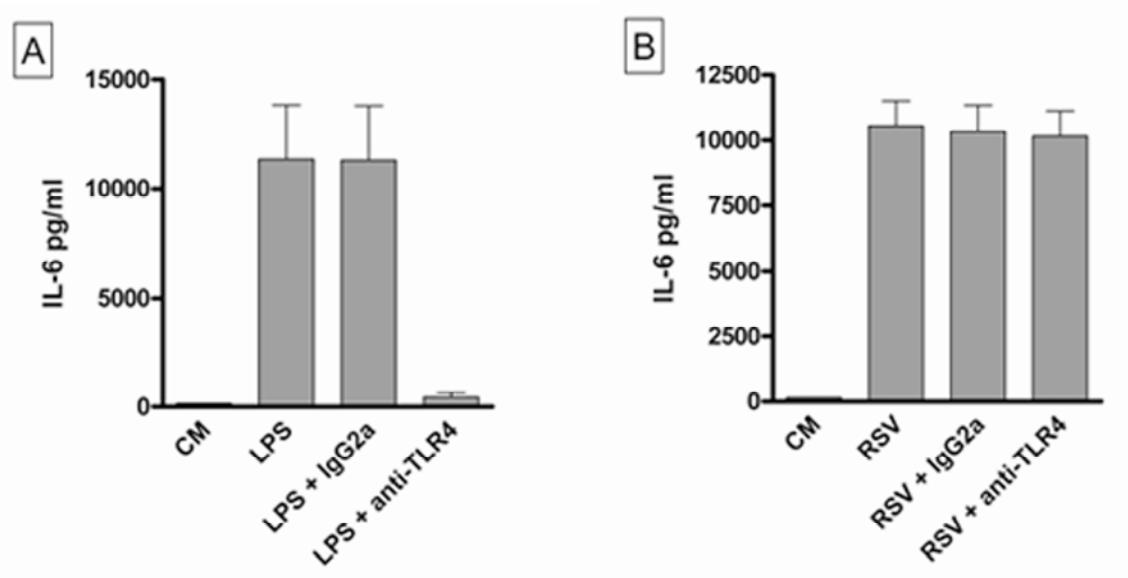 A
IL-6 pg/ml
15000
10000
5000
0
CM
LPS
LPS + IgG2a
LPS + anti-TLR4
B
IL-6 pg/ml
12500
10000
7500
5000
2500
0
CM
RSV
RSV + IgG2a
RSV + anti-TLR4